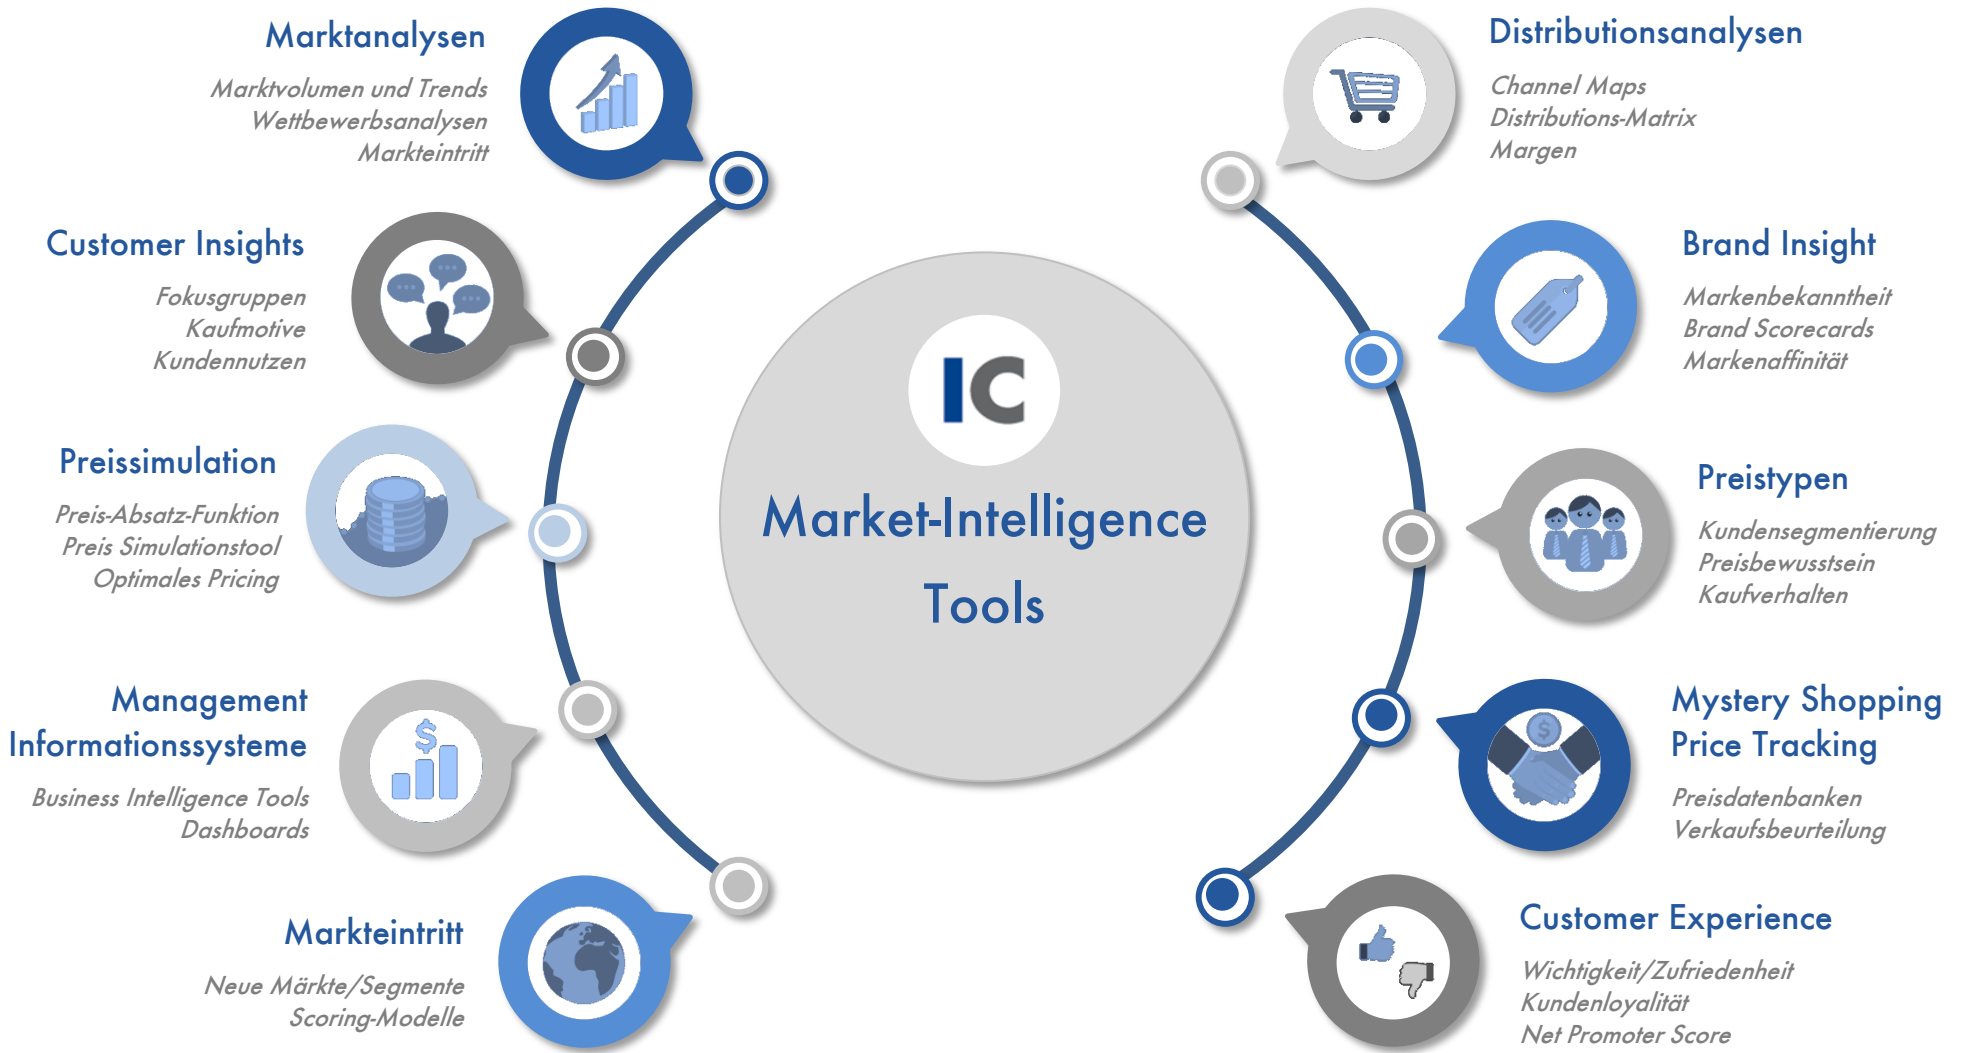 Marktanalysen
Marktvolumen und Trends
Wettbewerbsanalysen
Markteintritt
Customer Insights
Fokusgruppen
Kaufmotive
Kundennutzen
Preissimulation
Preis-Absatz-Funktion
Preis Simulationstool
Optimales Pricing
Management
Informationssysteme
Business Intelligence Tools
Dashboards
Markteintritt
Neue Märkte/Segmente
Scoring-Modelle
IC
Market-Intelligence
Tools
Distributionsanalysen
Channel Maps
Distributions-Matrix
Margen
Brand Insight
Markenbekanntheit
Brand Scorecards
Markenaffinität
Preistypen
Kundensegmentierung
Preisbewusstsein
Kaufverhalten
Mystery Shopping
Price Tracking
Preisdatenbanken
Verkaufsbeurteilung
Customer Experience
Wichtigkeit/Zufriedenheit
Kundenloyalität
Net Promoter Score
$
$